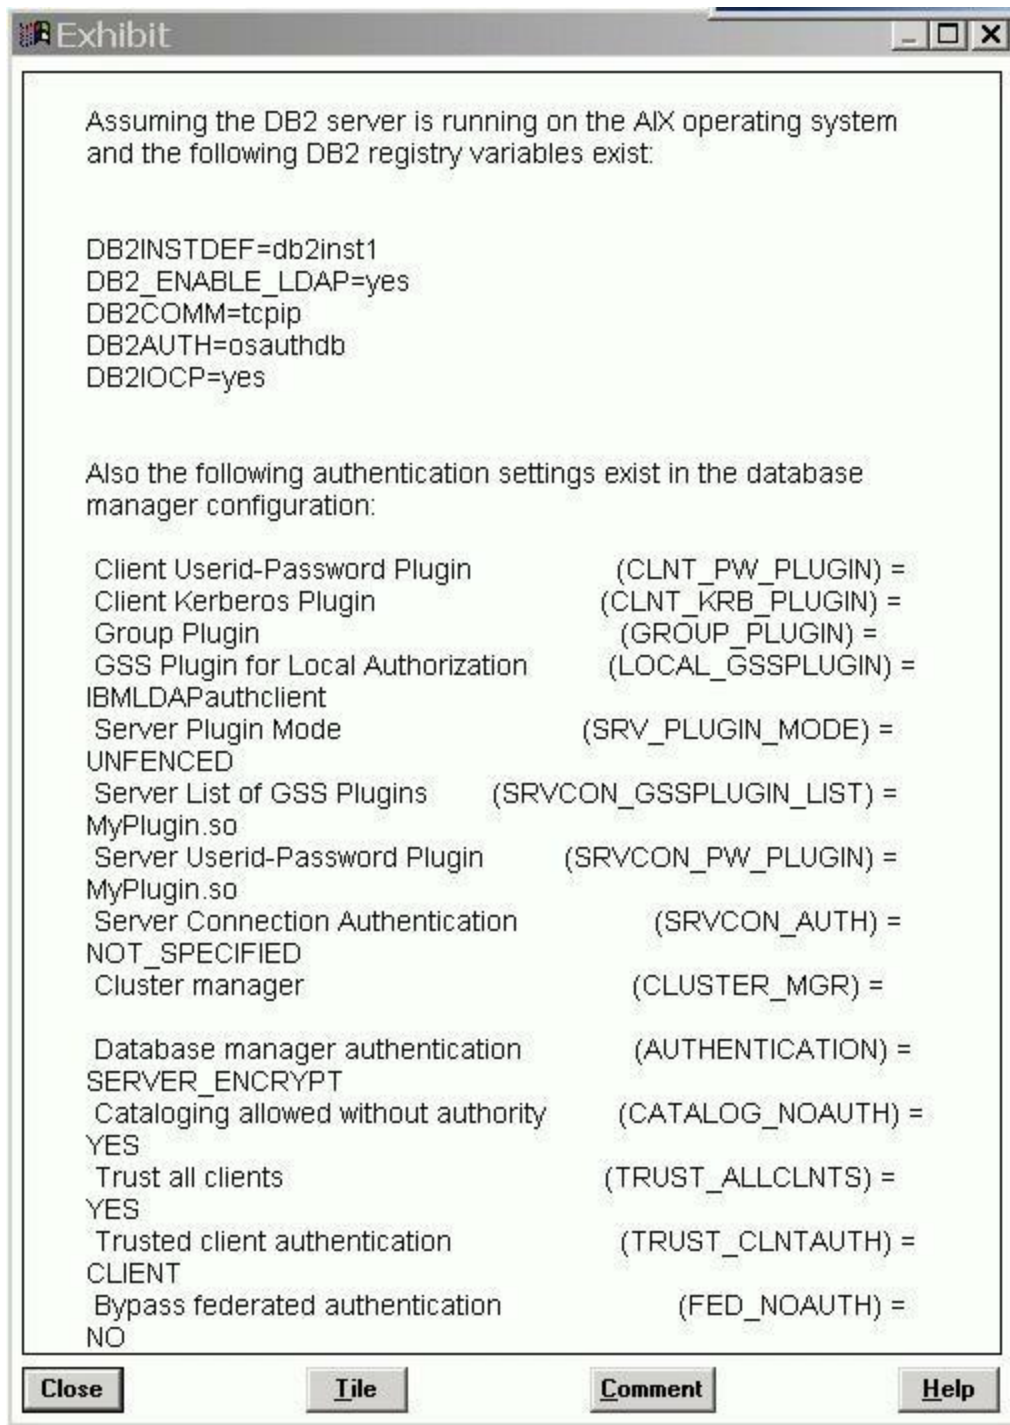 Exhibit
Assuming the DB2 server is running on the AIX operating system
and the following DB2 registry variables exist:
DB2INSTDEF=db2inst1
DB2_ENABLE_LDAP=yes
DB2COMM=tcpip
DB2AUTH=osauthdb
DB2IOCP=yes
Also the following authentication settings exist in the database
manager configuration:
Client Userid-Password Plugin (CLNT_PW_PLUGIN) =
Client Kerberos Plugin (CLNT_KRB_PLUGIN) =
Group Plugin (GROUP_PLUGIN) =
GSS Plugin for Local Authorization (LOCAL_GSSPLUGIN) =
IBMLDAPauthclient
Server Plugin Mode (SRV_PLUGIN_MODE) =
UNFENCED
Server List of GSS Plugins (SRVCON_GSSPLUGIN_LIST) =
MyPlugin.so
Server Userid-Password Plugin (SRVCON_PW_PLUGIN) =
MyPlugin.so
Server Connection Authentication (SRVCON_AUTH) =
NOT_SPECIFIED
Cluster manager (CLUSTER_MGR) =
Database manager authentication (AUTHENTICATION) =
SERVER_ENCRYPT
Cataloging allowed without authority (CATALOG_NOAUTH) =
YES
Trust all clients (TRUST_ALLCLNTS) =
YES
Trusted client authentication (TRUST_CLNTAUTH) =
CLIENT
Bypass federated authentication (FED_NOAUTH) =
NO
Close Tile Comment Help